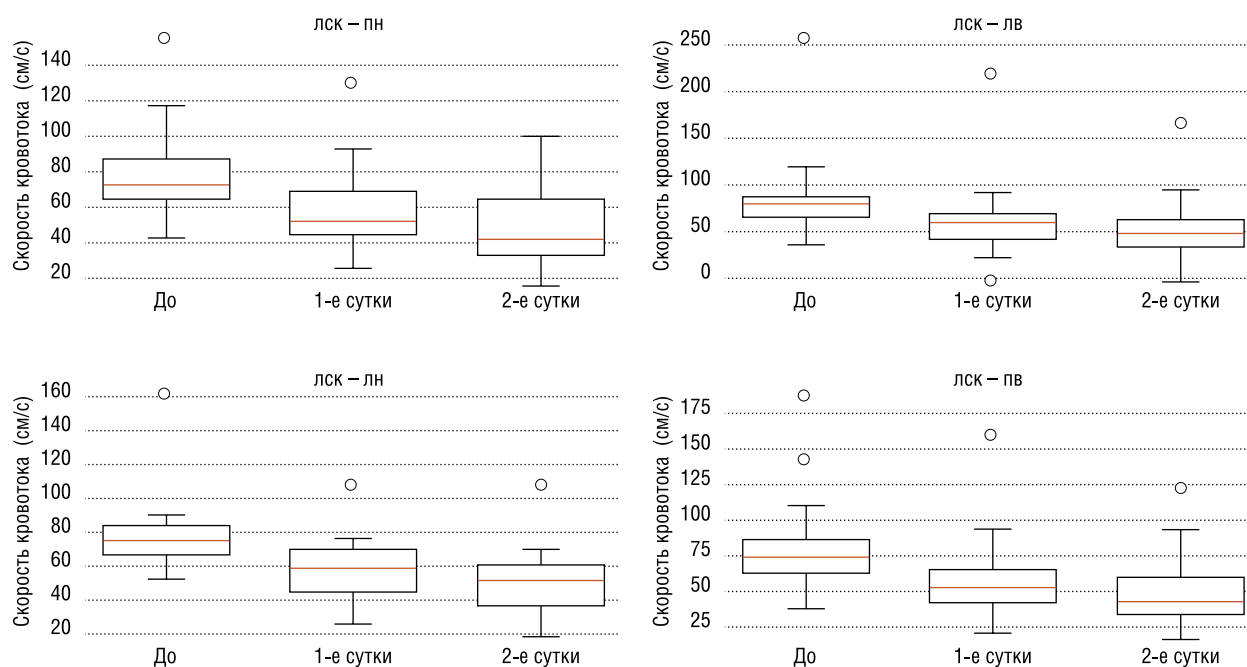 лск – пн
Скорость кровотока (см/с)
140
120
100
80
60
40
20
До 1-е сутки 2-е сутки
лск – лв
Скорость кровотока (см/с)
250
200
150
100
50
0
До 1-е сутки 2-е сутки
лск – лн
Скорость кровотока (см/с)
160
140
120
100
80
60
40
20
До 1-е сутки 2-е сутки
лск – пв
Скорость кровотока (см/с)
175
150
125
100
75
50
25
До 1-е сутки 2-е сутки